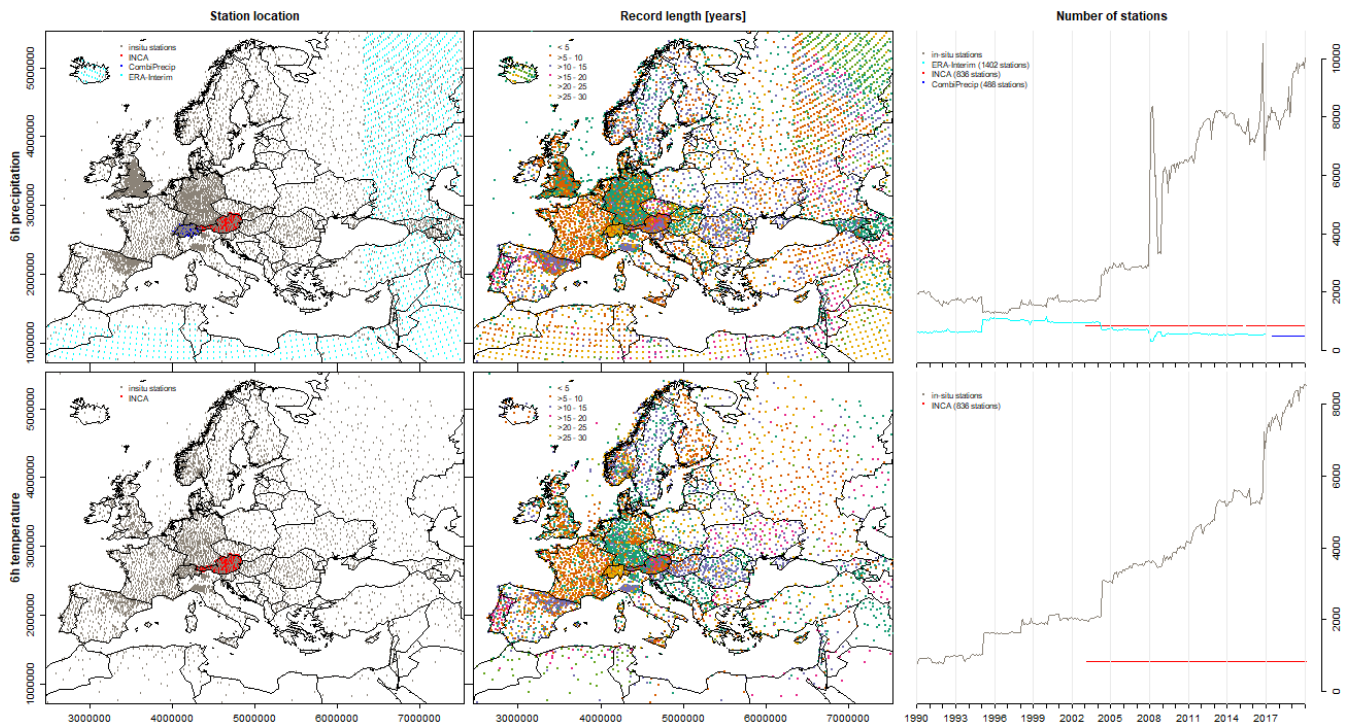 Station location
Record length [years]
Number of stations
6h precipitation
5000000
4000000
3000000
2000000
1000000
insitu stations
INCA
CombiPrecip
ERA-Interim
< 5
>5 - 10
>10 - 15
>15 - 20
>20 - 25
>25 - 30
in-situ stations
ERA-Interim (1402 stations)
INCA (836 stations)
10000
8000
6000
4000
2000
0
6h temperature
5000000
4000000
3000000
2000000
1000000
insitu stations
INCA
< 5
>5 - 10
>10 - 15
>15 - 20
>20 - 25
>25 - 30
in-situ stations
INCA (836 stations)
8000
6000
4000
2000
0
3000000 4000000 5000000 6000000 7000000
3000000 4000000 5000000 6000000 7000000
1990 1993 1996 1999 2002 2005 2008 2011 2014 2017